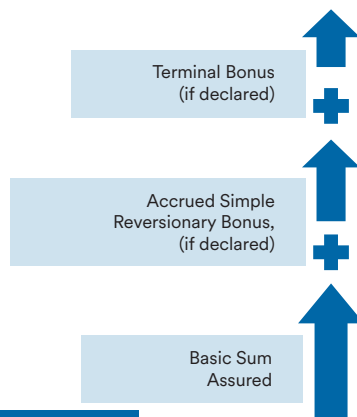 Terminal Bonus
(if declared)
Accrued Simple
Reversionary Bonus,
(if declared)
Basic Sum
Assured